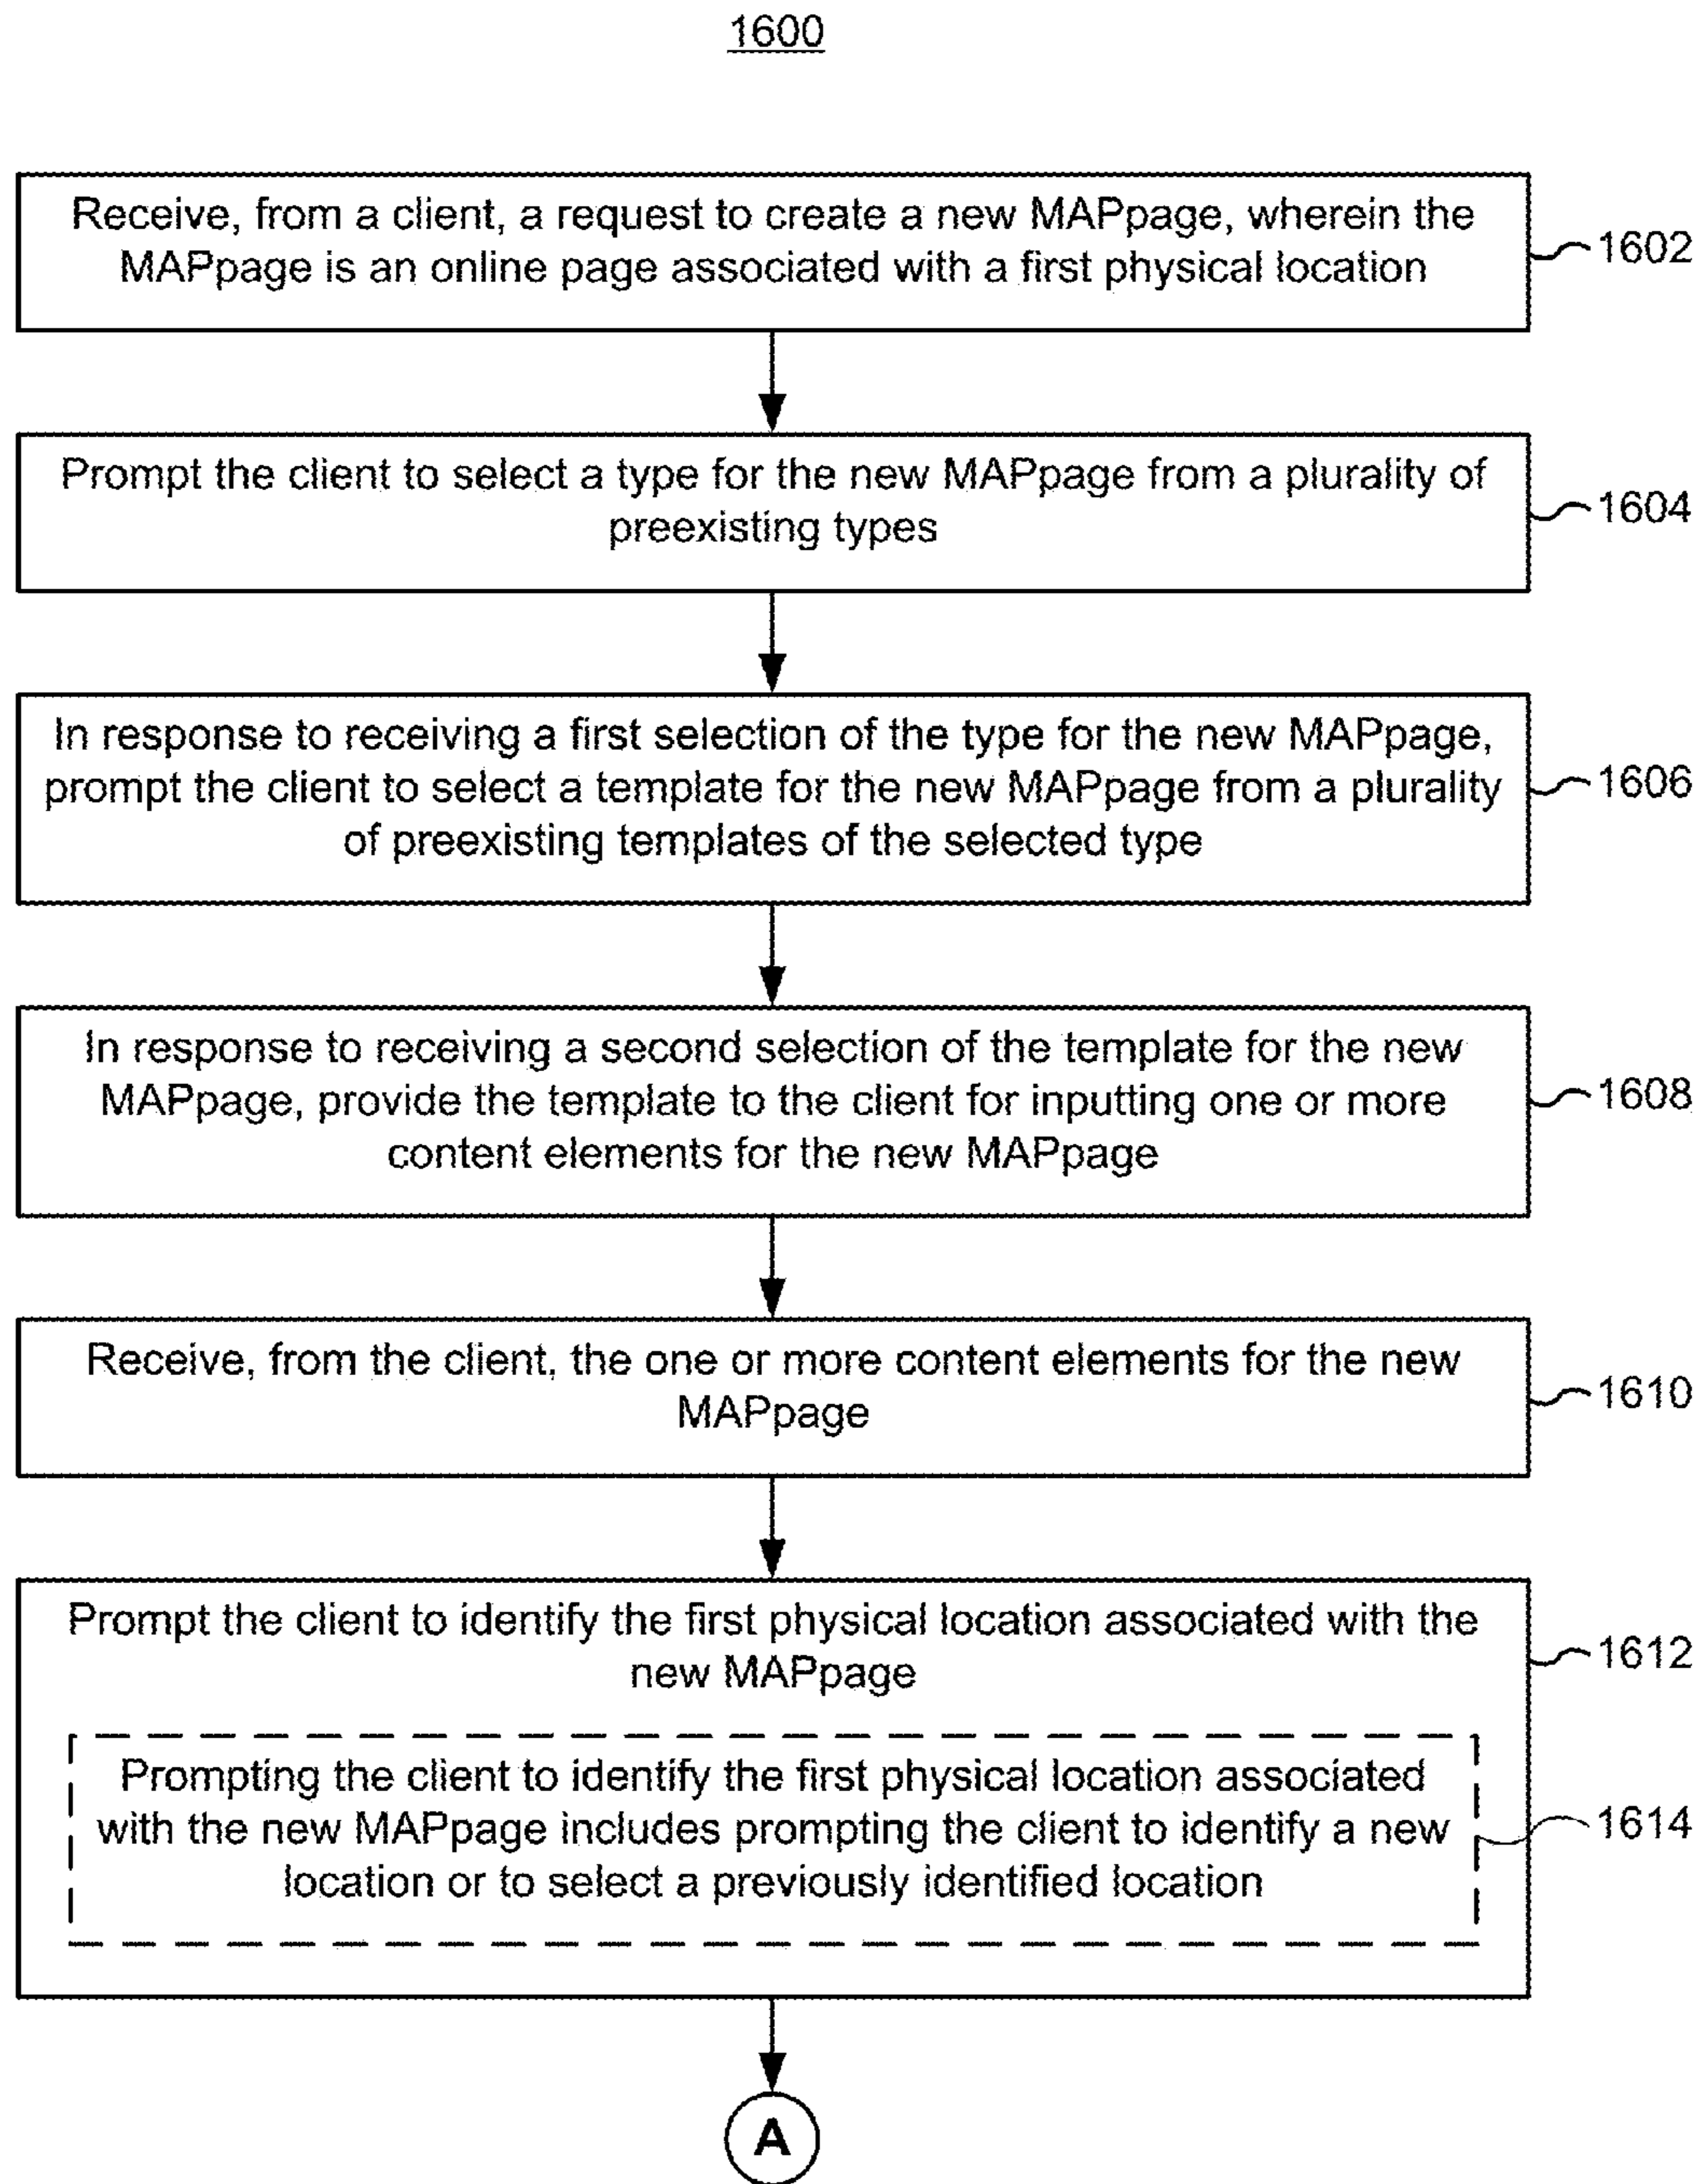 1600
Receive, from a client, a request to create a new MAPpage, wherein the
MAPpage is an online page associated with a first physical location
1602
Prompt the client to select a type for the new MAPpage from a plurality of
preexisting types
1604
In response to receiving a first selection of the type for the new MAPpage,
prompt the client to select a template for the new MAPpage from a plurality
of preexisting templates of the selected type
1606
In response to receiving a second selection of the template for the new
MAPpage, provide the template to the client for inputting one or more
content elements for the new MAPpage
1608
Receive, from the client, the one or more content elements for the new
MAPpage
1610
Prompt the client to identify the first physical location associated with the
new MAPpage
1612
Prompting the client to identify the first physical location associated
with the new MAPpage includes prompting the client to identify a new
location or to select a previously identified location
1614
A